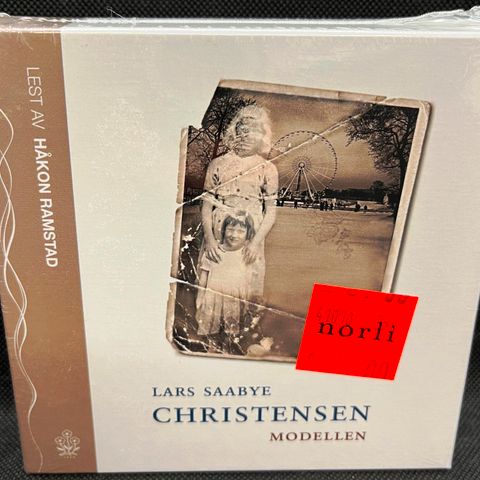 LEST AV HÅKON RAMSTAD
norli
LARS SAABYE
CHRISTENSEN
MODELLEN